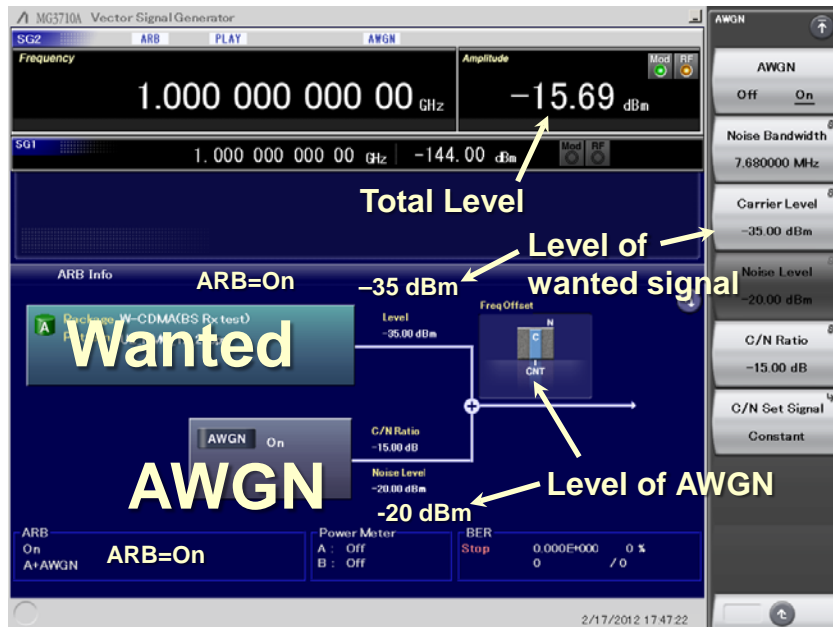 MG3710A Vector Signal Generator
AWGN
SG2 ARB PLAY AWGN
Frequency
Amplitude
Mod RF
1.000 000 000 00 GHz
-15.69 dBm
AWGN
Off On
SG1
1. 000 000 000 00 GHz -144. 00 dBm
Mod RF
Noise Bandwidth
7.680000 MHz
Total Level
Carrier Level
-35.00 dBm
Level of
wanted signal
ARB Info
ARB=On
–35 dBm
Noise Level
-20.00 dBm
Package W-CDMA(BS Rx test)
Wanted
Level
-35.00 dBm
Freq Offset
N
C
CNT
C/N Ratio
-15.00 dB
C/N Set Signal
Constant
AWGN On
C/N Ratio
-15.00 dB
AWGN
Noise Level
-20.00 dBm
Level of AWGN
-20 dBm
ARB
On
A+AWGN
ARB=On
Power Meter
A : Off
B : Off
BER
Stop 0.000E+000 0 %
0 / 0
2/17/2012 17:47:22